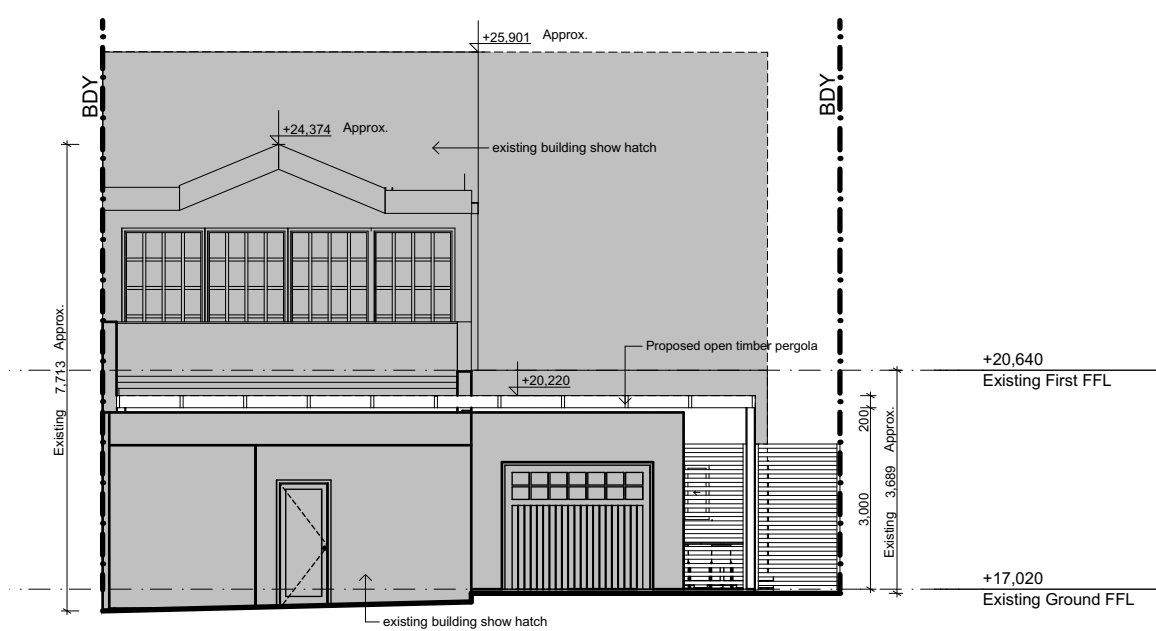 +25,901 Approx.
BDY
BDY
+24,374 Approx.
existing building show hatch
Existing 7,713 Approx.
Proposed open timber pergola
+20,640
Existing First FFL
+20,220
200
3,000
Existing 3,689 Approx.
+17,020
Existing Ground FFL
existing building show hatch